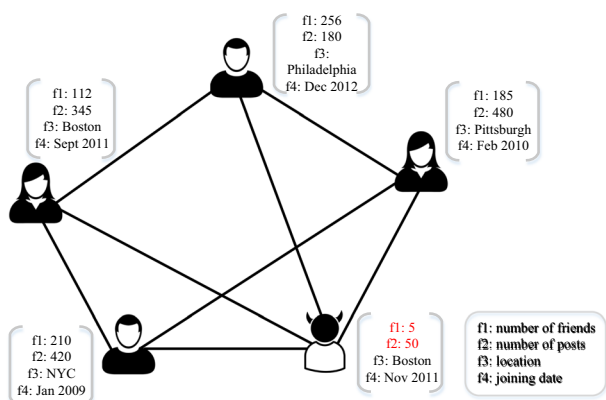 f1: 256
f2: 180
f3:
Philadelphia
f4: Dec 2012
f1: 112
f2: 345
f3: Boston
f4: Sept 2011
f1: 185
f2: 480
f3: Pittsburgh
f4: Feb 2010
f1: 210
f2: 420
f3: NYC
f4: Jan 2009
f1: 5
f2: 50
f3: Boston
f4: Nov 2011
f1: number of friends
f2: number of posts
f3: location
f4: joining date